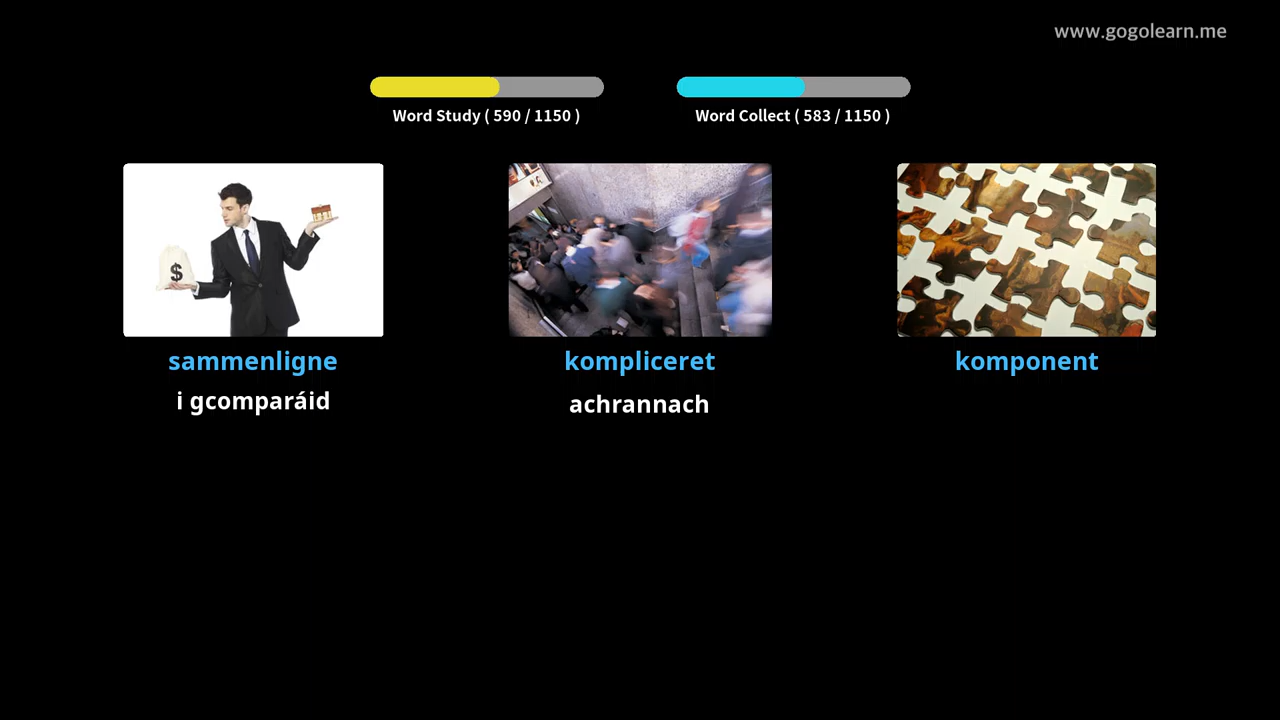 www.gogolearn.me
Word Study ( 590 / 1150 )
Word Collect ( 583 / 1150 )
$
sammenligne
kompliceret
komponent
i gcomparáid
achrannach